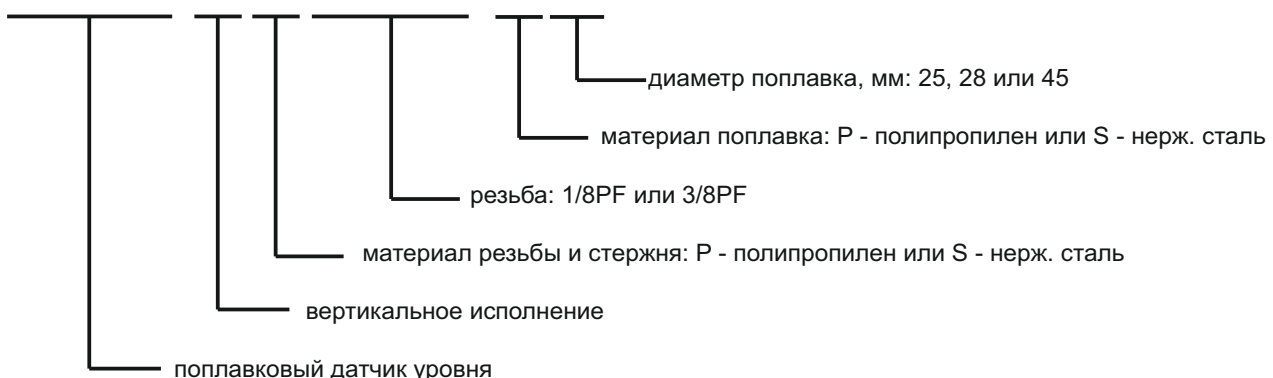 диаметр поплавка, мм: 25, 28 или 45
материал поплавка: P - полипропилен или S - нерж. сталь
резьба: 1/8PF или 3/8PF
материал резьбы и стержня: P - полипропилен или S - нерж. сталь
вертикальное исполнение
поплавковый датчик уровня